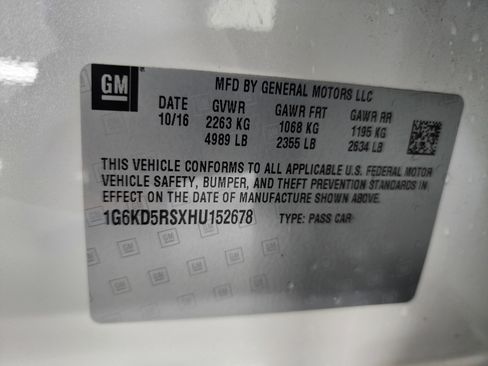 GM
MFD BY GENERAL MOTORS LLC
DATE GVWR GAWR FRT GAWR RR
10/16 2263 KG 1068 KG 1195 KG
4989 LB 2355 LB 2634 LB
THIS VEHICLE CONFORMS TO ALL APPLICABLE U.S. FEDERAL MOTOR
VEHICLE SAFETY, BUMPER, AND THEFT PREVENTION STANDARDS IN
EFFECT ON THE DATE OF MANUFACTURE SHOWN ABOVE.
1G6KD5RSXHU152678 TYPE: PASS CAR